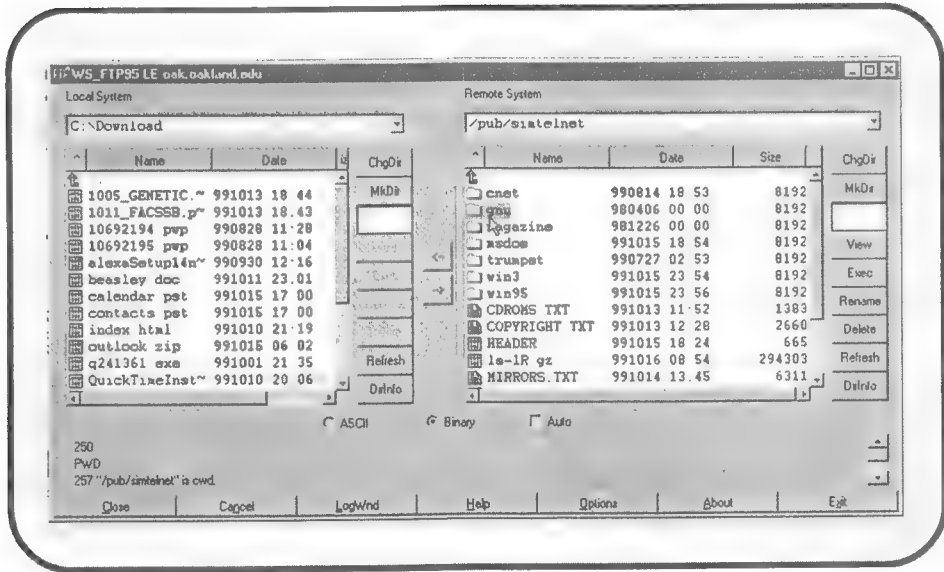 WS_FTP95 LE oak.oakland.edu
Local System
C:\Download
Name Date
1005_GENETIC.~ 991013 18 44
1011_FACSSB.p~ 991013 18.43
10692194 pwp 990828 11:28
10692195 pwp 990828 11:04
alexaSetup14n~ 990930 12:16
beasley doc 991011 23.01
calendar pst 991015 17 00
contacts pst 991015 17 00
index html 991010 21:19
outlook zip 991015 06 02
q241361 exe 991001 21 35
QuickTimeInst~ 991010 20 06
ChgDir
MkDir
Exec
Refresh
DirInfo
<-
->
Remote System
/pub/simtelnet
Name Date Size
cnet 990814 18 53 8192
gnu 980406 00 00 8192
magazine 981226 00 00 8192
msdos 991015 18 54 8192
trumpet 990727 02 53 8192
win3 991015 23 54 8192
win95 991015 23 56 8192
CDROMS TXT 991013 11:52 1383
COPYRIGHT TXT 991013 12 28 2660
HEADER 991015 18 24 665
ls-lR gz 991016 08 54 294303
MIRRORS.TXT 991014 13.45 6311
ChgDir
MkDir
View
Exec
Rename
Delete
Refresh
DirInfo
ASCII Binary Auto
250
PWD
257 "/pub/simtelnet" is cwd.
Close Cancel LogWnd Help Options About Exit